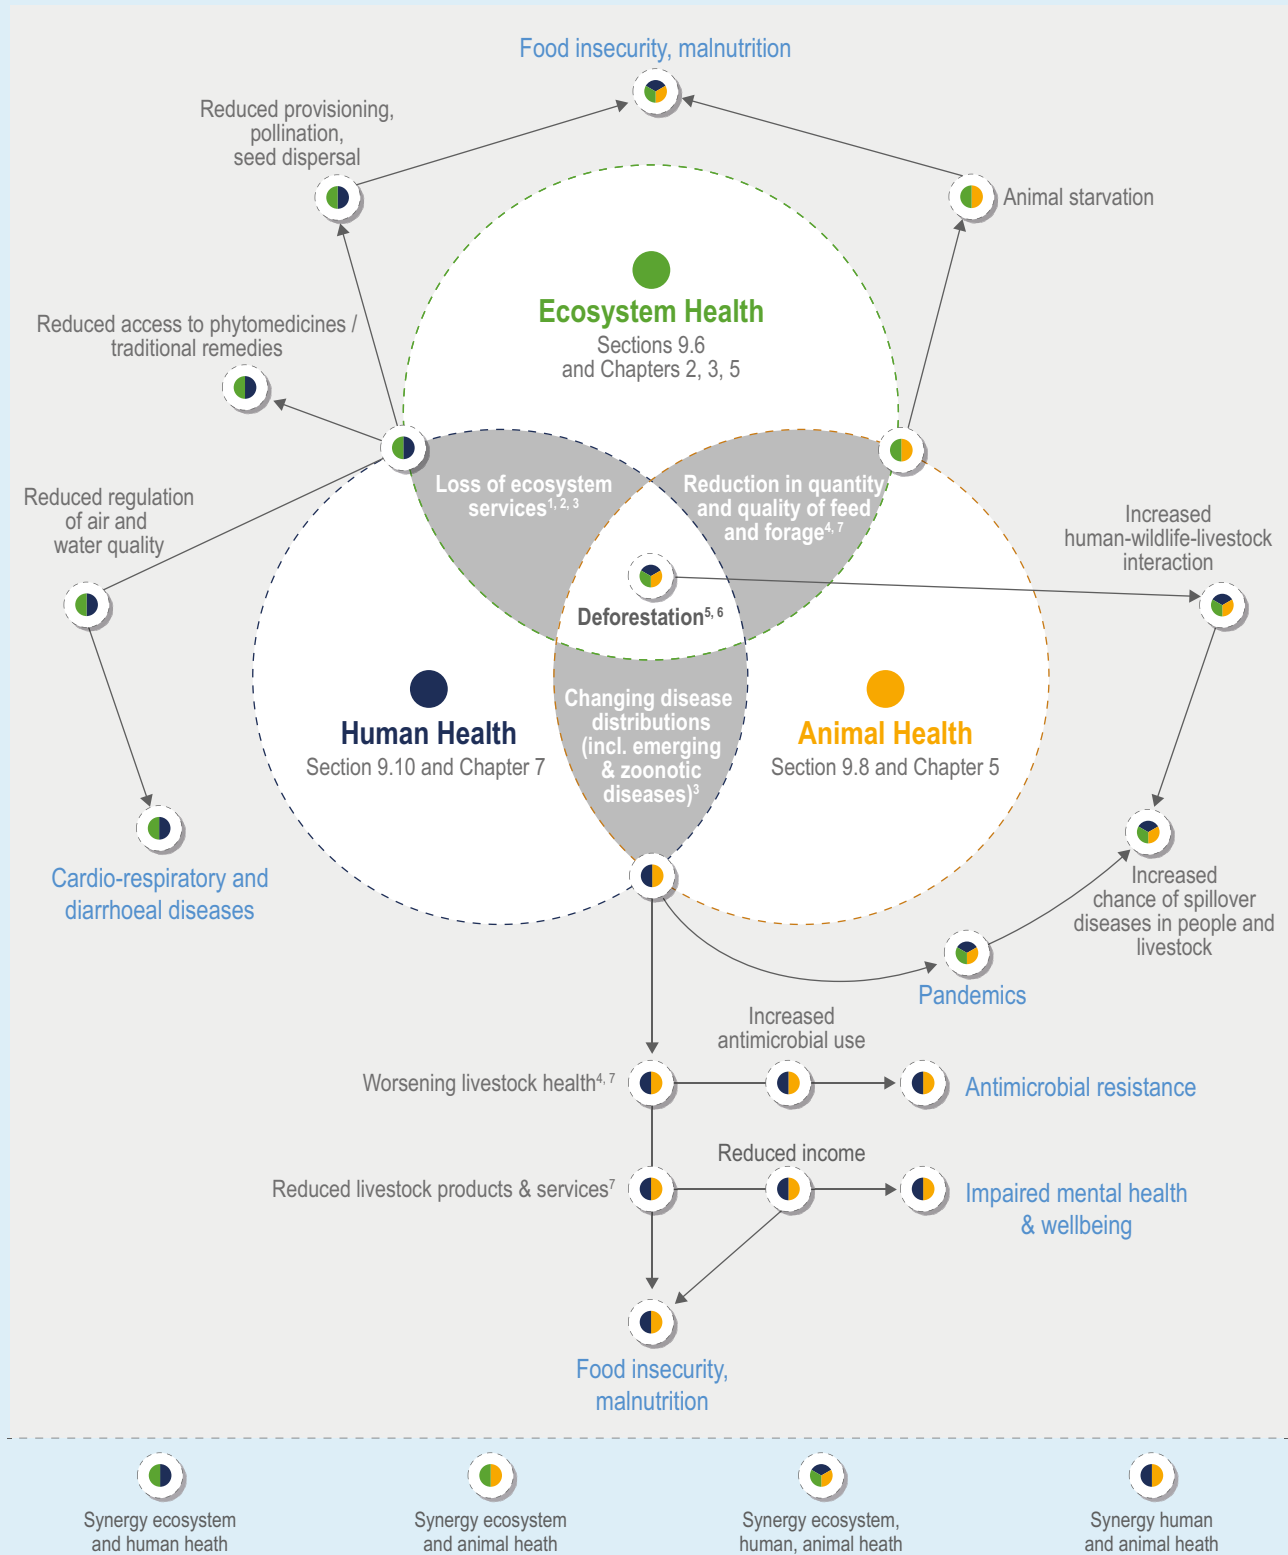 Food insecurity, malnutrition
Reduced provisioning,
pollination,
seed dispersal
Animal starvation
Ecosystem Health
Sections 9.6
and Chapters 2, 3, 5
Reduced access to phytomedicines /
traditional remedies
Loss of ecosystem
services1, 2, 3
Reduction in quantity
and quality of feed
and forage4, 7
Reduced regulation
of air and
water quality
Increased
human-wildlife-livestock
interaction
Deforestation5, 6
Human Health
Section 9.10 and Chapter 7
Changing disease
distributions
(incl. emerging
& zoonotic
diseases)3
Animal Health
Section 9.8 and Chapter 5
Cardio-respiratory and
diarrhoeal diseases
Increased
chance of spillover
diseases in people and
livestock
Pandemics
Increased
antimicrobial use
Worsening livestock health4, 7
Antimicrobial resistance
Reduced income
Reduced livestock products & services7
Impaired mental health
& wellbeing
Food insecurity,
malnutrition
Synergy ecosystem
and human heath
Synergy ecosystem
and animal heath
Synergy ecosystem,
human, animal heath
Synergy human
and animal heath